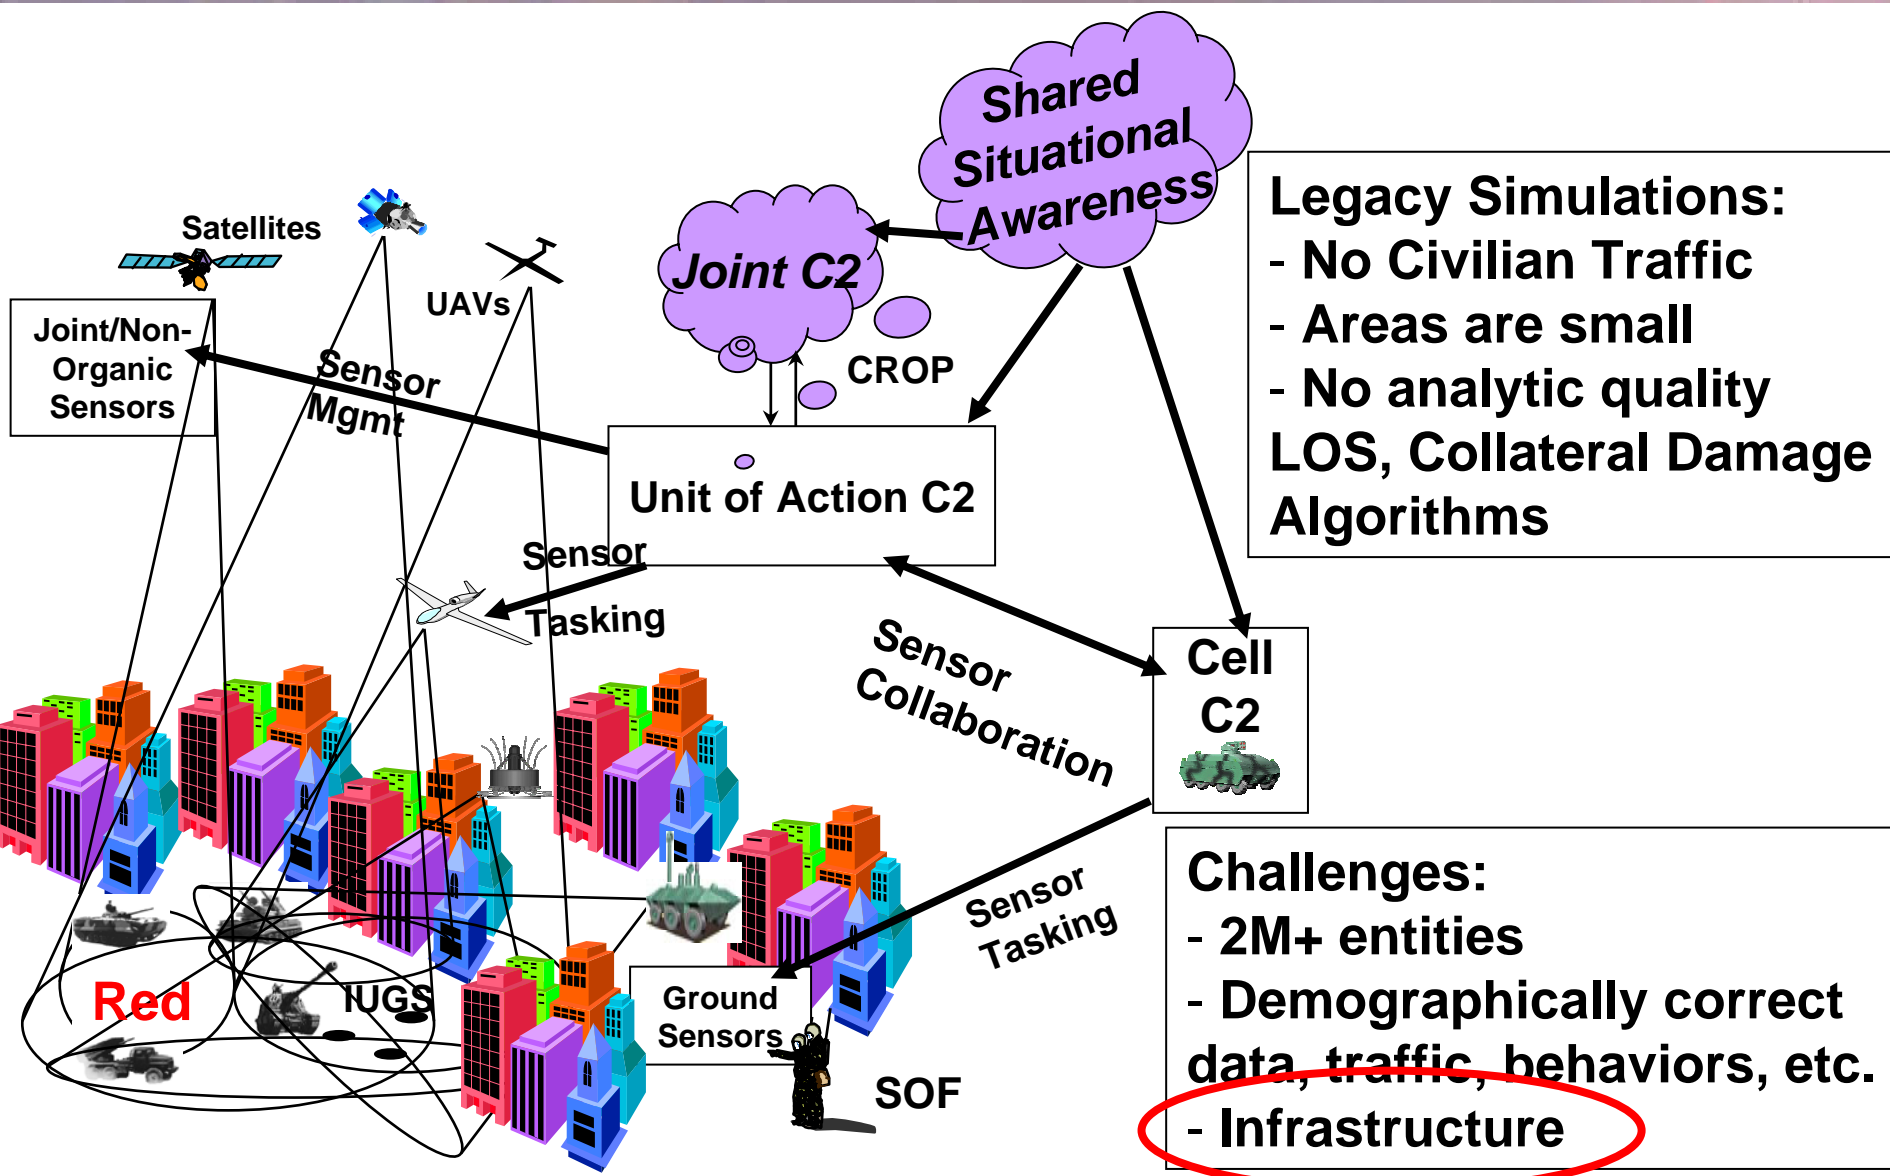 Shared
Situational
Awareness
Satellites
UAVs
Joint C2
CROP
Joint/Non-
Organic
Sensors
Sensor
Mgmt
Unit of Action C2
Sensor
Tasking
Legacy Simulations:
- No Civilian Traffic
- Areas are small
- No analytic quality
LOS, Collateral Damage
Algorithms
Sensor
Collaboration
Cell
C2
Sensor
Tasking
Red
IUGS
Ground
Sensors
SOF
Challenges:
- 2M+ entities
- Demographically correct
data, traffic, behaviors, etc.
- Infrastructure